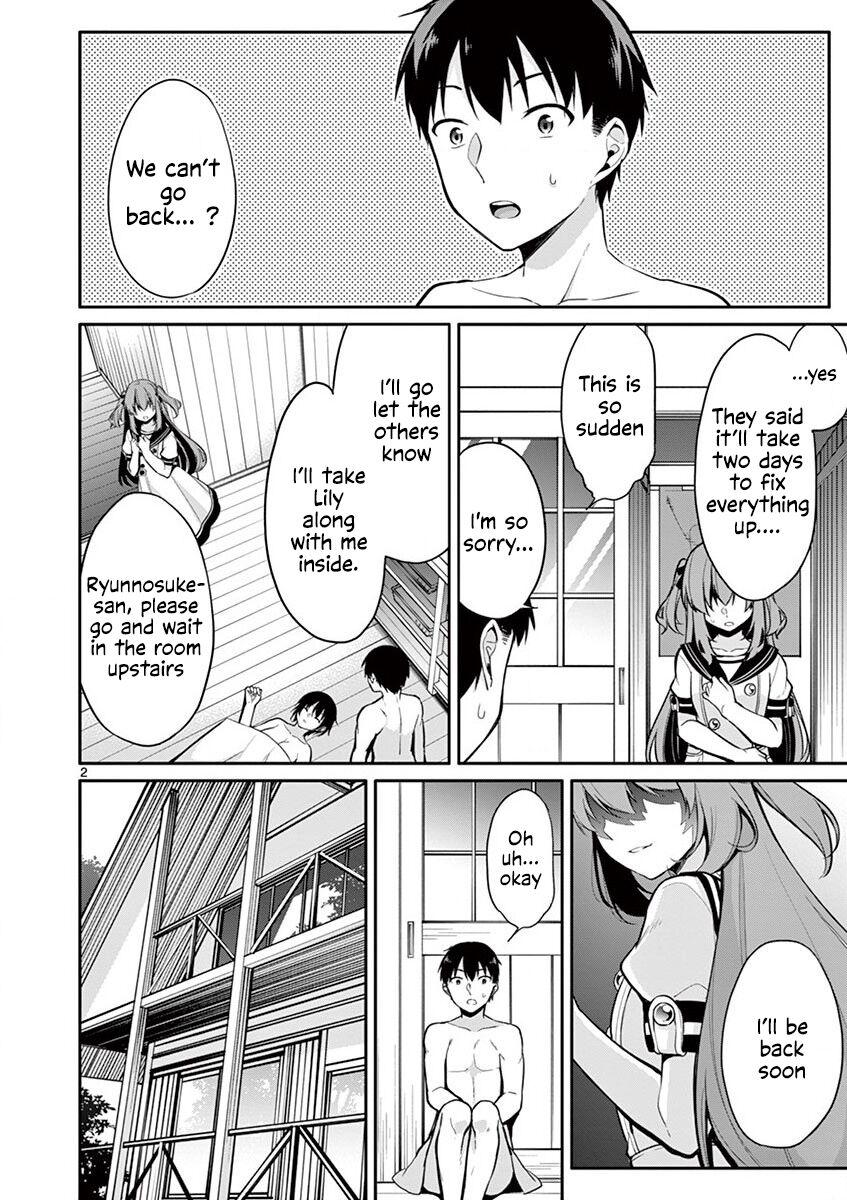 We can't
go
back... ?
...yes
They said
it'll take
two days
to fix
everything
up....
This is
so
sudden
I'm so
sorry...
I'll go
let the
others
know
I'll take
Lily
along
with me
inside.
Ryunnosuke-
san, please
go and wait
in the room
upstairs
2
I'll be
back
soon
Oh
uh...
okay